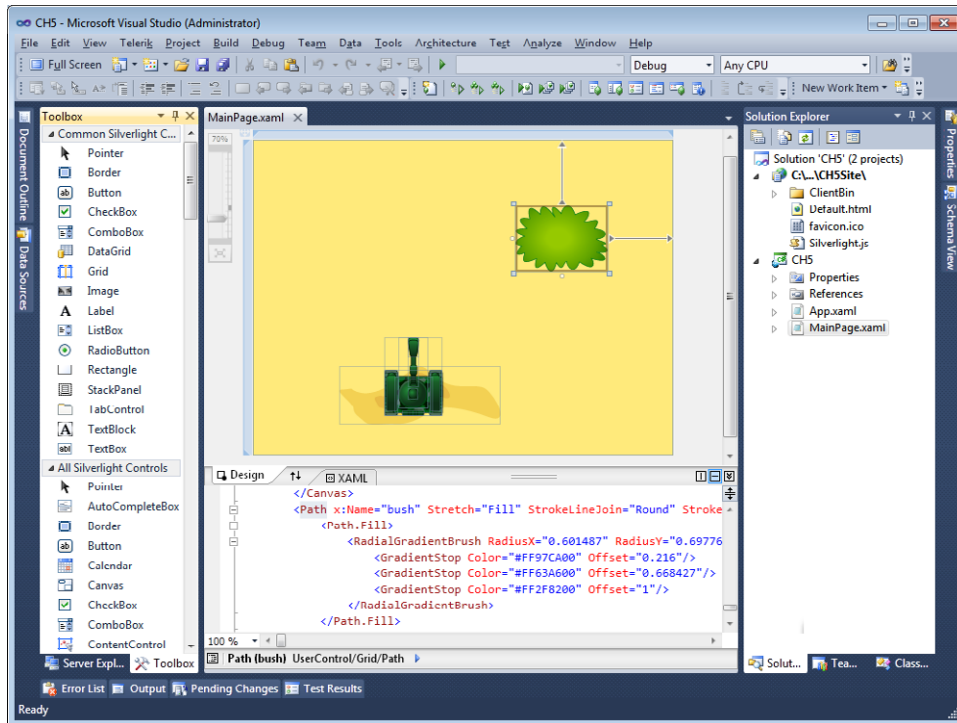 CH5 - Microsoft Visual Studio (Administrator)
File Edit View Telerik Project Build Debug Team Data Tools Architecture Test Analyze Window Help
Full Screen
Debug
Any CPU
New Work Item
Document Outline
Data Sources
Toolbox
Common Silverlight C...
Pointer
Border
Button
CheckBox
ComboBox
DataGrid
Grid
Image
Label
ListBox
RadioButton
Rectangle
StackPanel
TabControl
TextBlock
TextBox
All Silverlight Controls
Pointer
AutoCompleteBox
Border
Button
Calendar
Canvas
CheckBox
ComboBox
ContentControl
Server Expl... Toolbox
MainPage.xaml
70%
Design XAML
</Canvas>
<Path x:Name="bush" Stretch="Fill" StrokeLineJoin="Round" Stroke
<Path.Fill>
<RadialGradientBrush RadiusX="0.601487" RadiusY="0.69776
<GradientStop Color="#FF97CA00" Offset="0.216"/>
<GradientStop Color="#FF63A600" Offset="0.668427"/>
<GradientStop Color="#FF2F8200" Offset="1"/>
</RadialGradientBrush>
</Path.Fill>
100 %
Path (bush) UserControl/Grid/Path
Solution Explorer
Solution 'CH5' (2 projects)
C:\...\CH5Site\
ClientBin
Default.html
favicon.ico
Silverlight.js
CH5
Properties
References
App.xaml
MainPage.xaml
Solut... Tea... Class...
Properties
Schema View
Error List Output Pending Changes Test Results
Ready